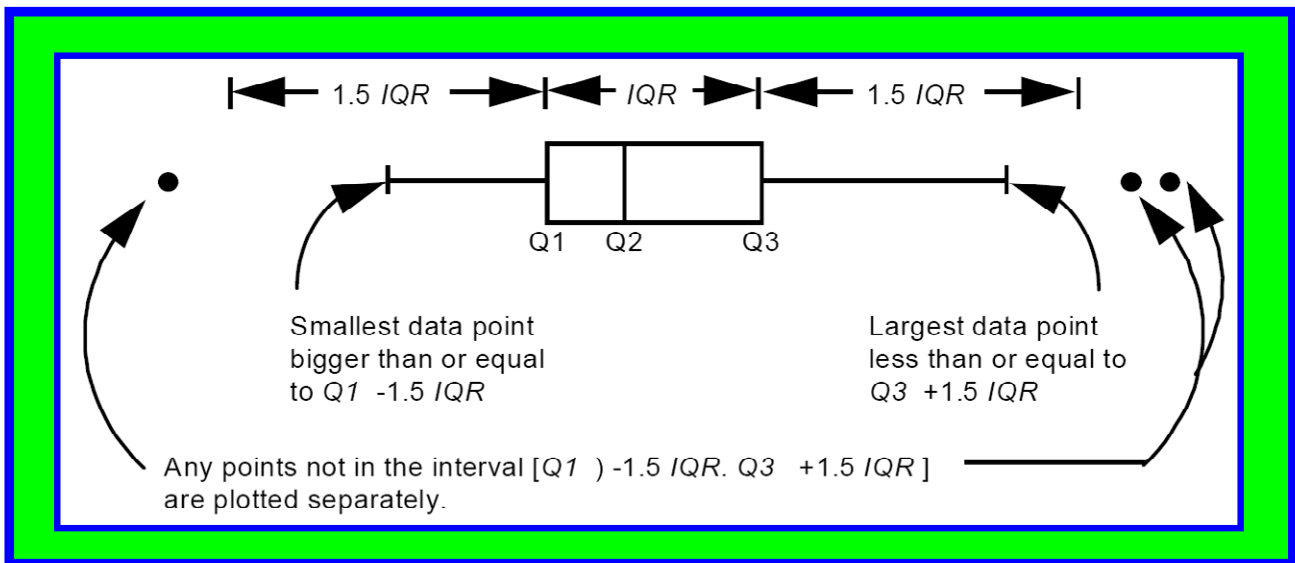 1.5 IQR IQR 1.5 IQR
Q1 Q2 Q3
Smallest data point
bigger than or equal
to Q1 -1.5 IQR
Largest data point
less than or equal to
Q3 +1.5 IQR
Any points not in the interval [Q1 ) -1.5 IQR. Q3 +1.5 IQR ]
are plotted separately.